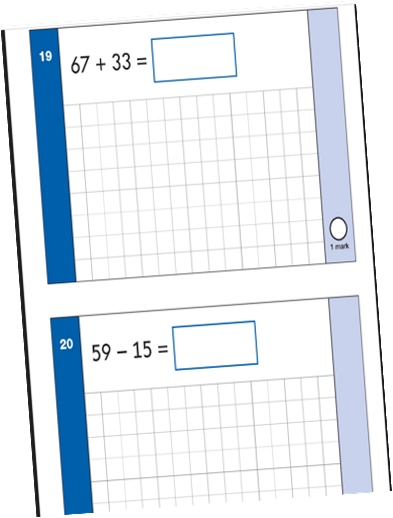 19
67 + 33 =
1 mark
20
59 – 15 =